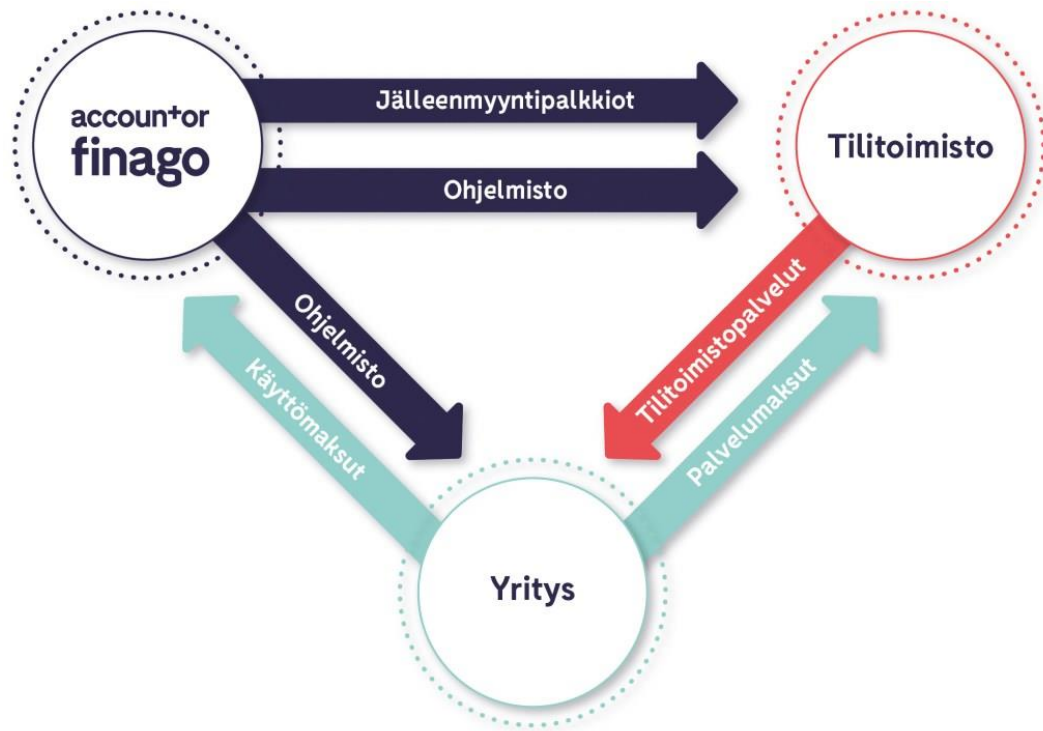 Jälleenmyyntipalkkiot
accountor
finago
Tilitoimisto
Ohjelmisto
Ohjelmisto
Tilitoimistopalvelut
Käyttömaksut
Palvelumaksut
Yritys